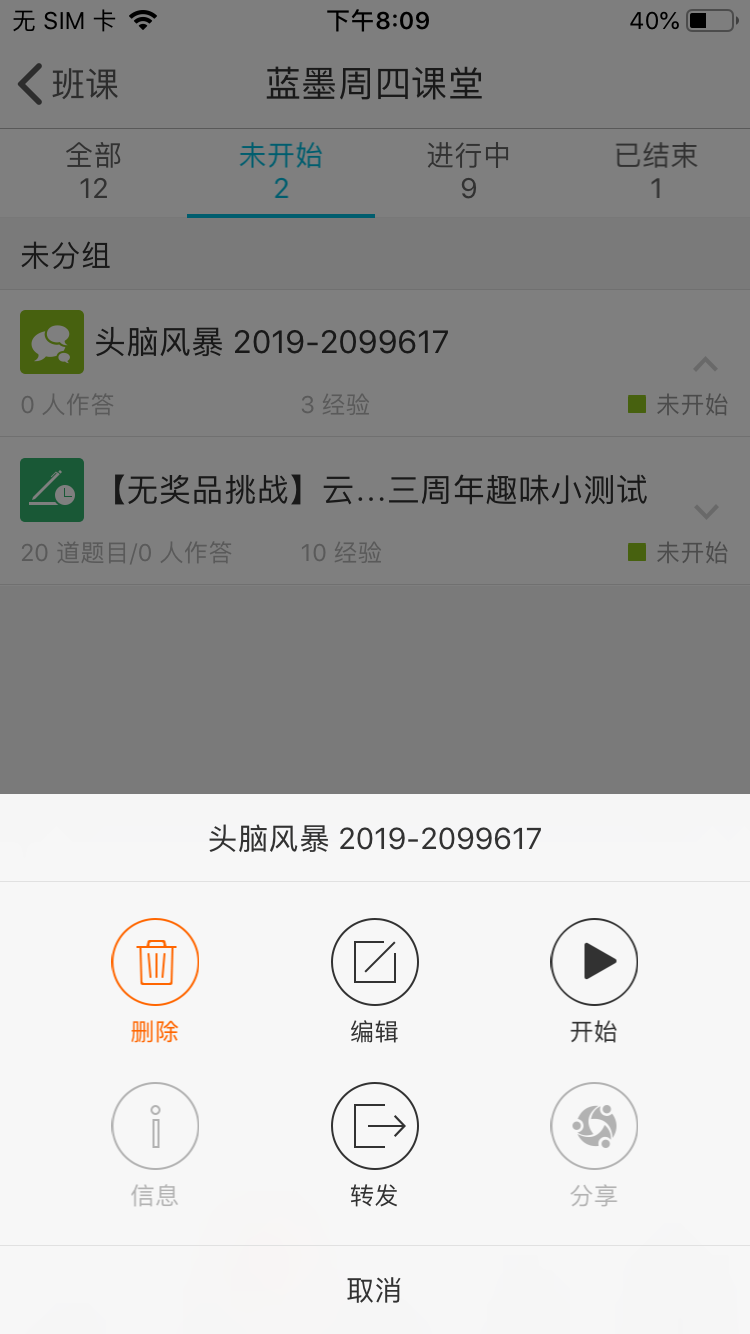 无 SIM 卡 下午8:09 40%
班课 蓝墨周四课堂
全部 未开始 进行中 已结束
12 2 9 1
未分组
头脑风暴 2019-2099617
0 人作答 3 经验 未开始
【无奖品挑战】云...三周年趣味小测试
20 道题目/0 人作答 10 经验 未开始
头脑风暴 2019-2099617
删除 编辑 开始
信息 转发 分享
取消